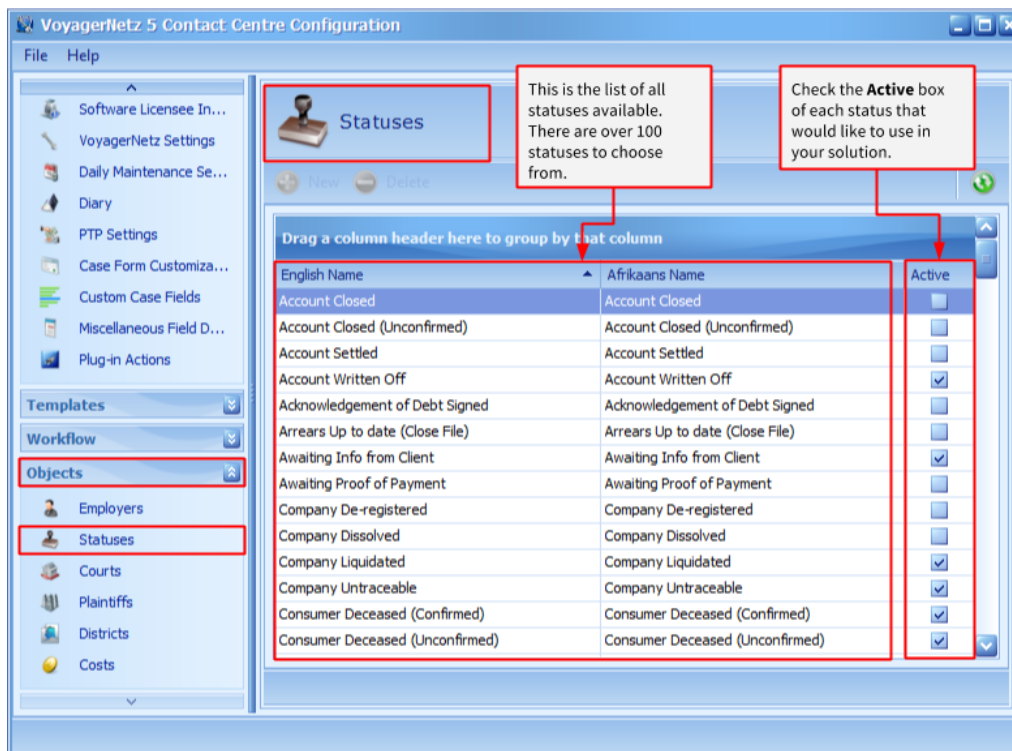 VoyagerNetz 5 Contact Centre Configuration
File Help
Software Licensee In...
VoyagerNetz Settings
Daily Maintenance Se...
Diary
PTP Settings
Case Form Customiza...
Custom Case Fields
Miscellaneous Field D...
Plug-in Actions
Templates
Workflow
Objects
Employers
Statuses
Courts
Plaintiffs
Districts
Costs
Statuses
This is the list of all
statuses available.
There are over 100
statuses to choose
from.
Check the Active box
of each status that
would like to use in
your solution.
New Delete
Drag a column header here to group by that column
English Name Afrikaans Name Active
Account Closed Account Closed
Account Closed (Unconfirmed) Account Closed (Unconfirmed)
Account Settled Account Settled
Account Written Off Account Written Off
Acknowledgement of Debt Signed Acknowledgement of Debt Signed
Arrears Up to date (Close File) Arrears Up to date (Close File)
Awaiting Info from Client Awaiting Info from Client
Awaiting Proof of Payment Awaiting Proof of Payment
Company De-registered Company De-registered
Company Dissolved Company Dissolved
Company Liquidated Company Liquidated
Company Untraceable Company Untraceable
Consumer Deceased (Confirmed) Consumer Deceased (Confirmed)
Consumer Deceased (Unconfirmed) Consumer Deceased (Unconfirmed)